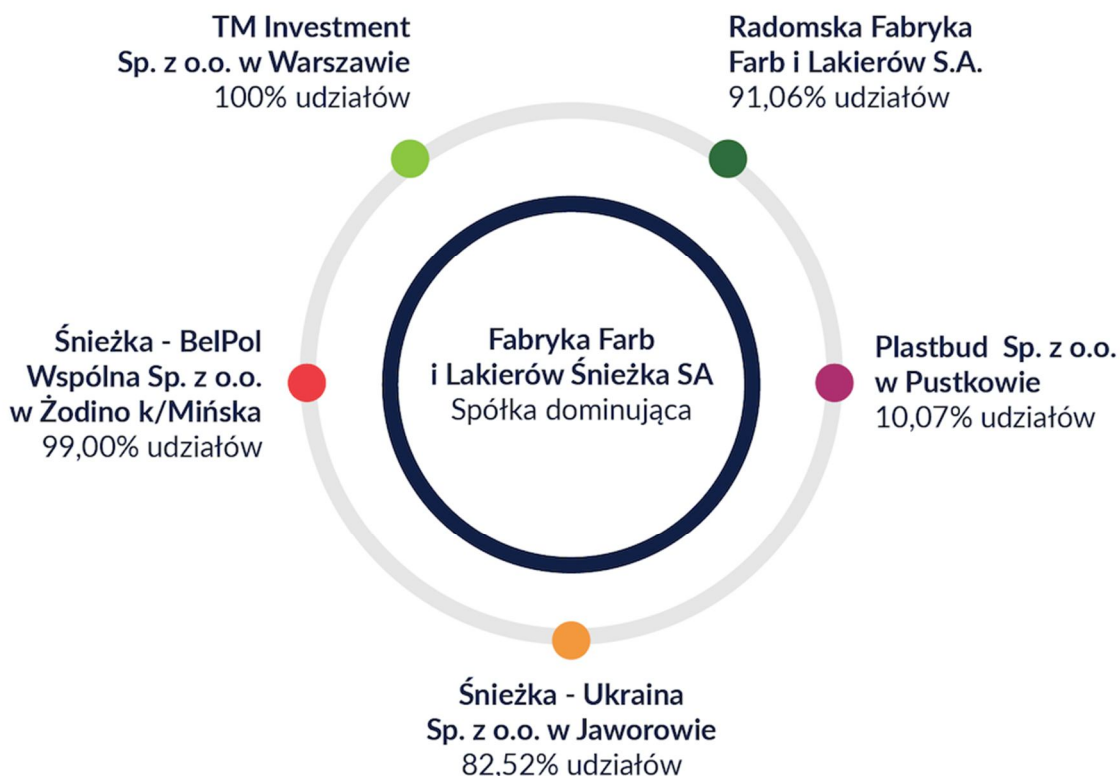 TM Investment
Sp. z o.o. w Warszawie
100% udziałów
Radomska Fabryka
Farb i Lakierów S.A.
91,06% udziałów
Śnieżka - BelPol
Wspólna Sp. z o.o.
w Żodino k/Mińska
99,00% udziałów
Fabryka Farb
i Lakierów Śnieżka SA
Spółka dominująca
Plastbud Sp. z o.o.
w Pustkowie
10,07% udziałów
Śnieżka - Ukraina
Sp. z o.o. w Jaworowie
82,52% udziałów